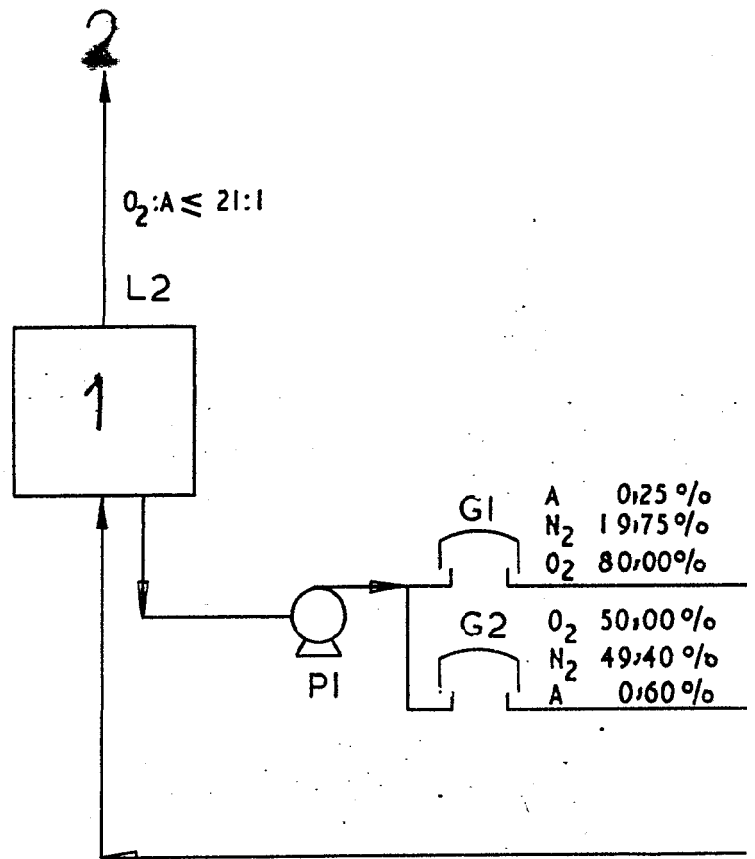 2
O₂:A ≤ 21:1
L2
1
G1
A 0,25%
N₂ 19,75%
O₂ 80,00%
G2
O₂ 50,00%
N₂ 49,40%
A 0,60%
P1